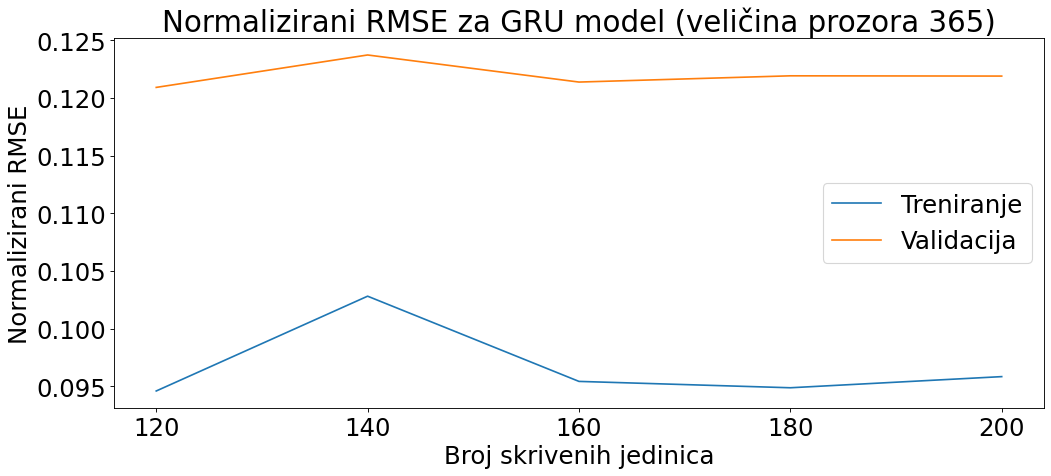 Normalizirani RMSE za GRU model (veličina prozora 365)
Normalizirani RMSE
0.125
0.120
0.115
0.110
0.105
0.100
0.095
Treniranje
Validacija
120 140 160 180 200
Broj skrivenih jedinica